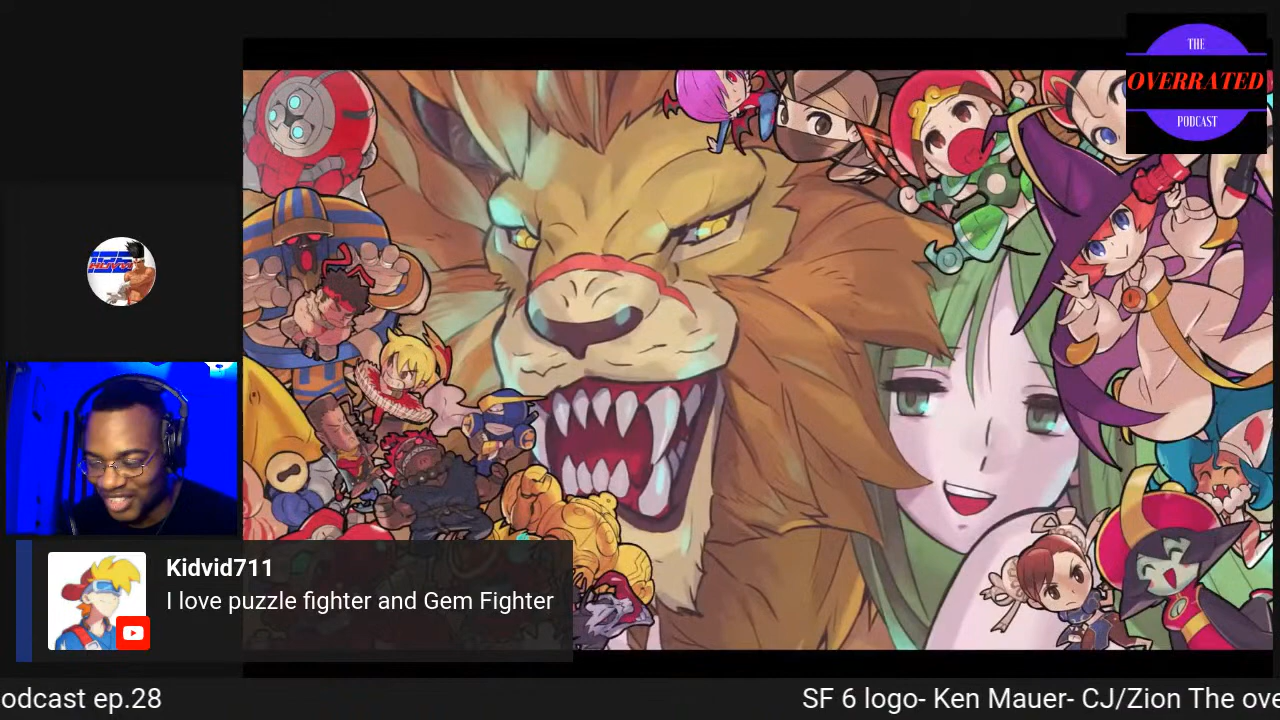 THE
OVERRATED
PODCAST
Kidvid711
I love puzzle fighter and Gem Fighter
odcast ep.28
SF 6 logo- Ken Mauer- CJ/Zion The ove